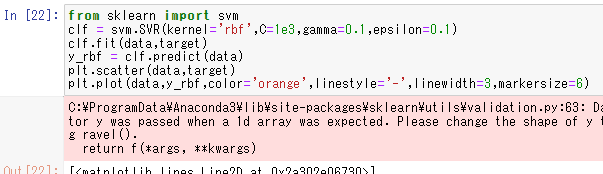 In [22]: from sklearn import svm
clf = svm.SVR(kernel='rbf',C=1e3,gamma=0.1,epsilon=0.1)
clf.fit(data,target)
y_rbf = clf.predict(data)
plt.scatter(data,target)
plt.plot(data,y_rbf,color='orange',linestyle='-',linewidth=3,markersize=6)
C:¥ProgramData¥Anaconda3¥lib¥site-packages¥sklearn¥utils¥validation.py:63: Da
tor y was passed when a 1d array was expected. Please change the shape of y t
g ravel().
return f(*args, **kwargs)
Out[22]: [<matplotlib.lines.Line2D at 0x2a302e06730>]